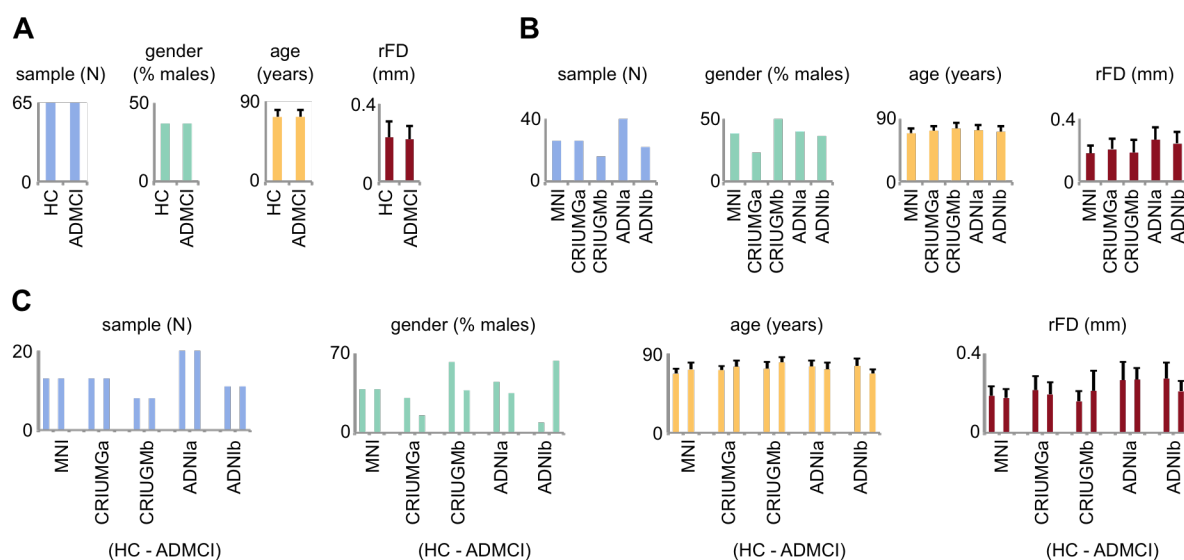 A
sample (N)
65
0
HC
ADMCI
gender
(% males)
50
0
HC
ADMCI
age
(years)
90
0
HC
ADMCI
rFD
(mm)
0.4
0
HC
ADMCI
B
sample (N)
40
0
MNI
CRIUMGa
CRIUGMb
ADNIa
ADNIb
gender (% males)
50
0
MNI
CRIUMGa
CRIUGMb
ADNIa
ADNIb
age (years)
90
0
MNI
CRIUMGa
CRIUGMb
ADNIa
ADNIb
rFD (mm)
0.4
0
MNI
CRIUMGa
CRIUGMb
ADNIa
ADNIb
C
sample (N)
20
0
MNI
CRIUMGa
CRIUGMb
ADNIa
ADNIb
(HC - ADMCI)
gender (% males)
70
0
MNI
CRIUMGa
CRIUGMb
ADNIa
ADNIb
(HC - ADMCI)
age (years)
90
0
MNI
CRIUMGa
CRIUGMb
ADNIa
ADNIb
(HC - ADMCI)
rFD (mm)
0.4
0
MNI
CRIUMGa
CRIUGMb
ADNIa
ADNIb
(HC - ADMCI)